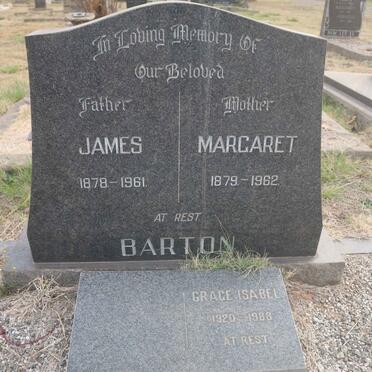 In Loving Memory Of
Our Beloved
Father Mother
JAMES MARGARET
1878-1961. 1879-1962.
AT REST
BARTON
GRACE ISABEL
1920-1988
AT REST